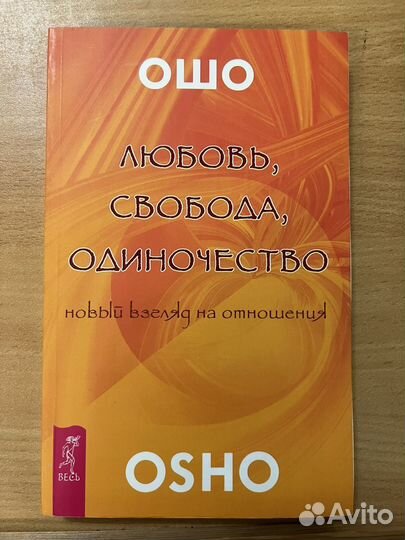 ОШО
ЛЮБОВЬ,
СВОБОДА,
ОДИНОЧЕСТВО
новый взгляд на отношения
ВЕСЬ
OSHO
Avito